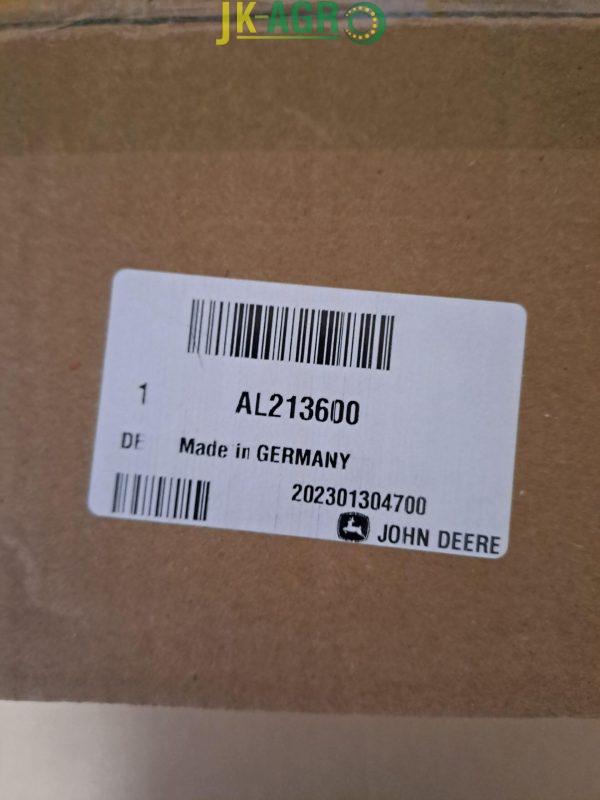 JK-AGRO
1
AL213600
DE
Made in GERMANY
202301304700
JOHN DEERE